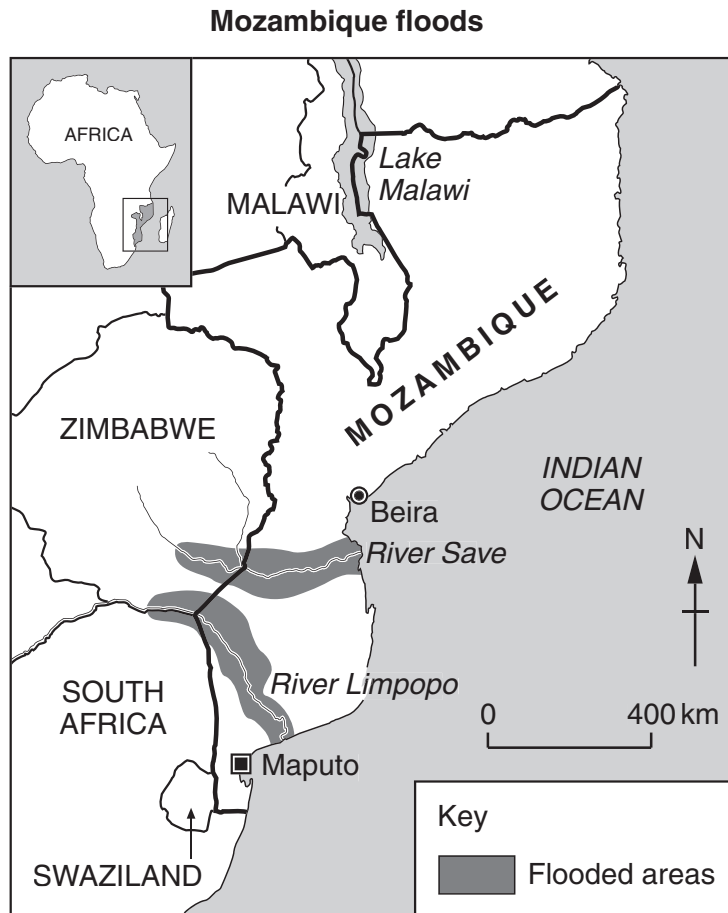 Mozambique floods
AFRICA
Lake
Malawi
MALAWI
MOZAMBIQUE
ZIMBABWE
INDIAN
OCEAN
Beira
River Save
N
River Limpopo
SOUTH
AFRICA
0 400 km
Maputo
Key
SWAZILAND
Flooded areas